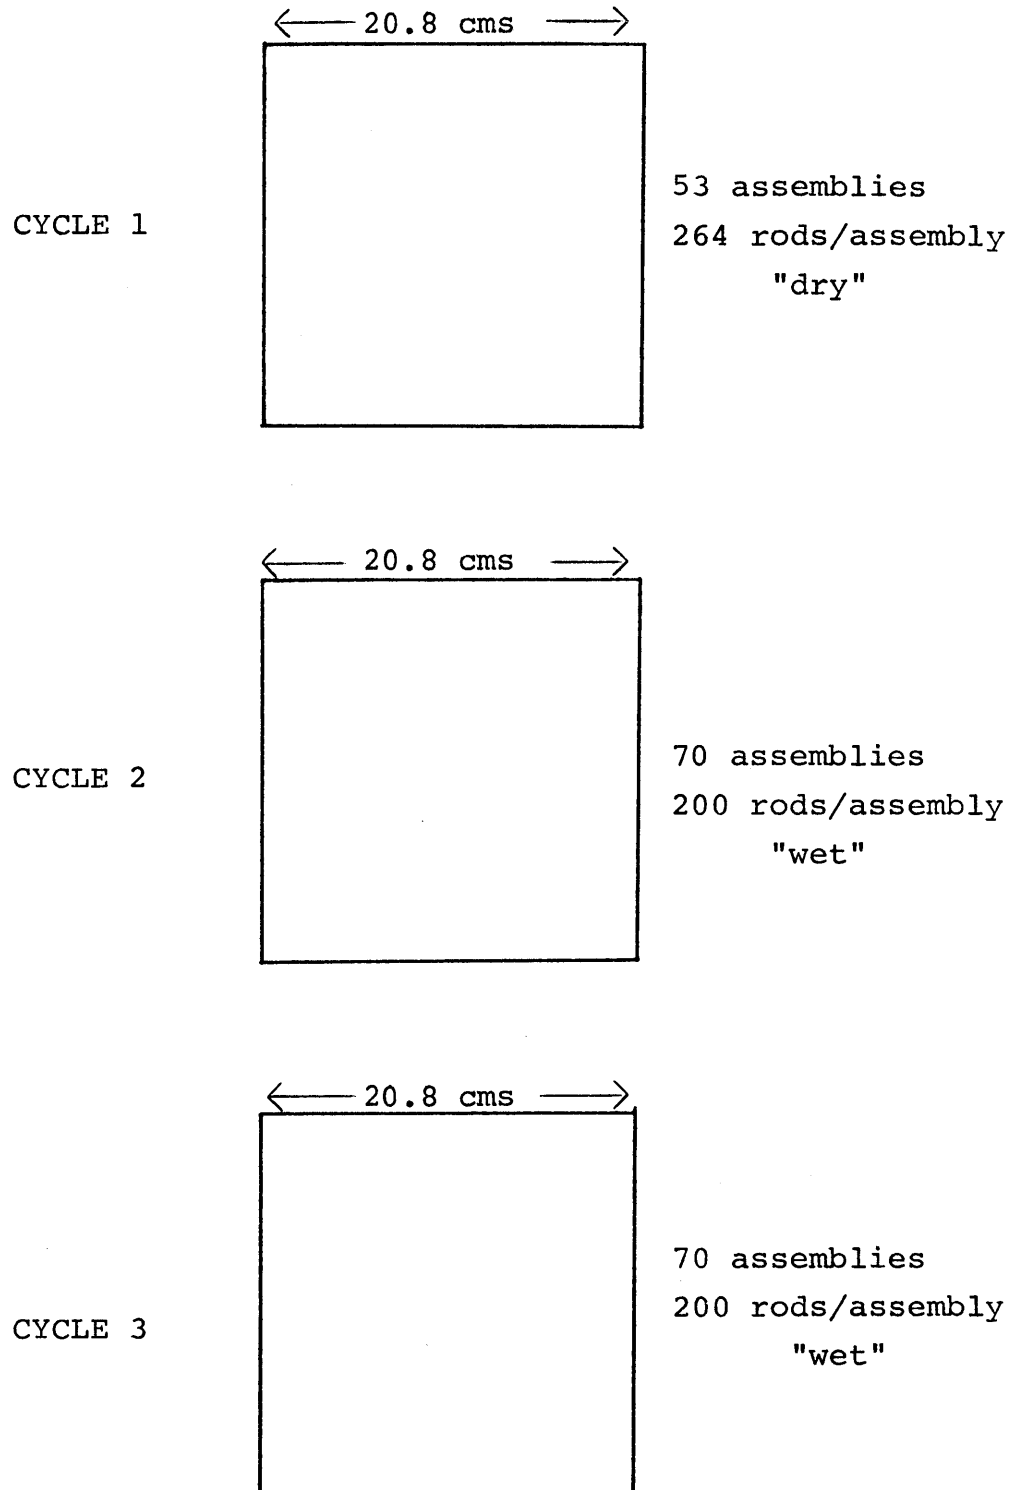 20.8 cms
CYCLE 1
53 assemblies
264 rods/assembly
"dry"
20.8 cms
CYCLE 2
70 assemblies
200 rods/assembly
"wet"
20.8 cms
CYCLE 3
70 assemblies
200 rods/assembly
"wet"